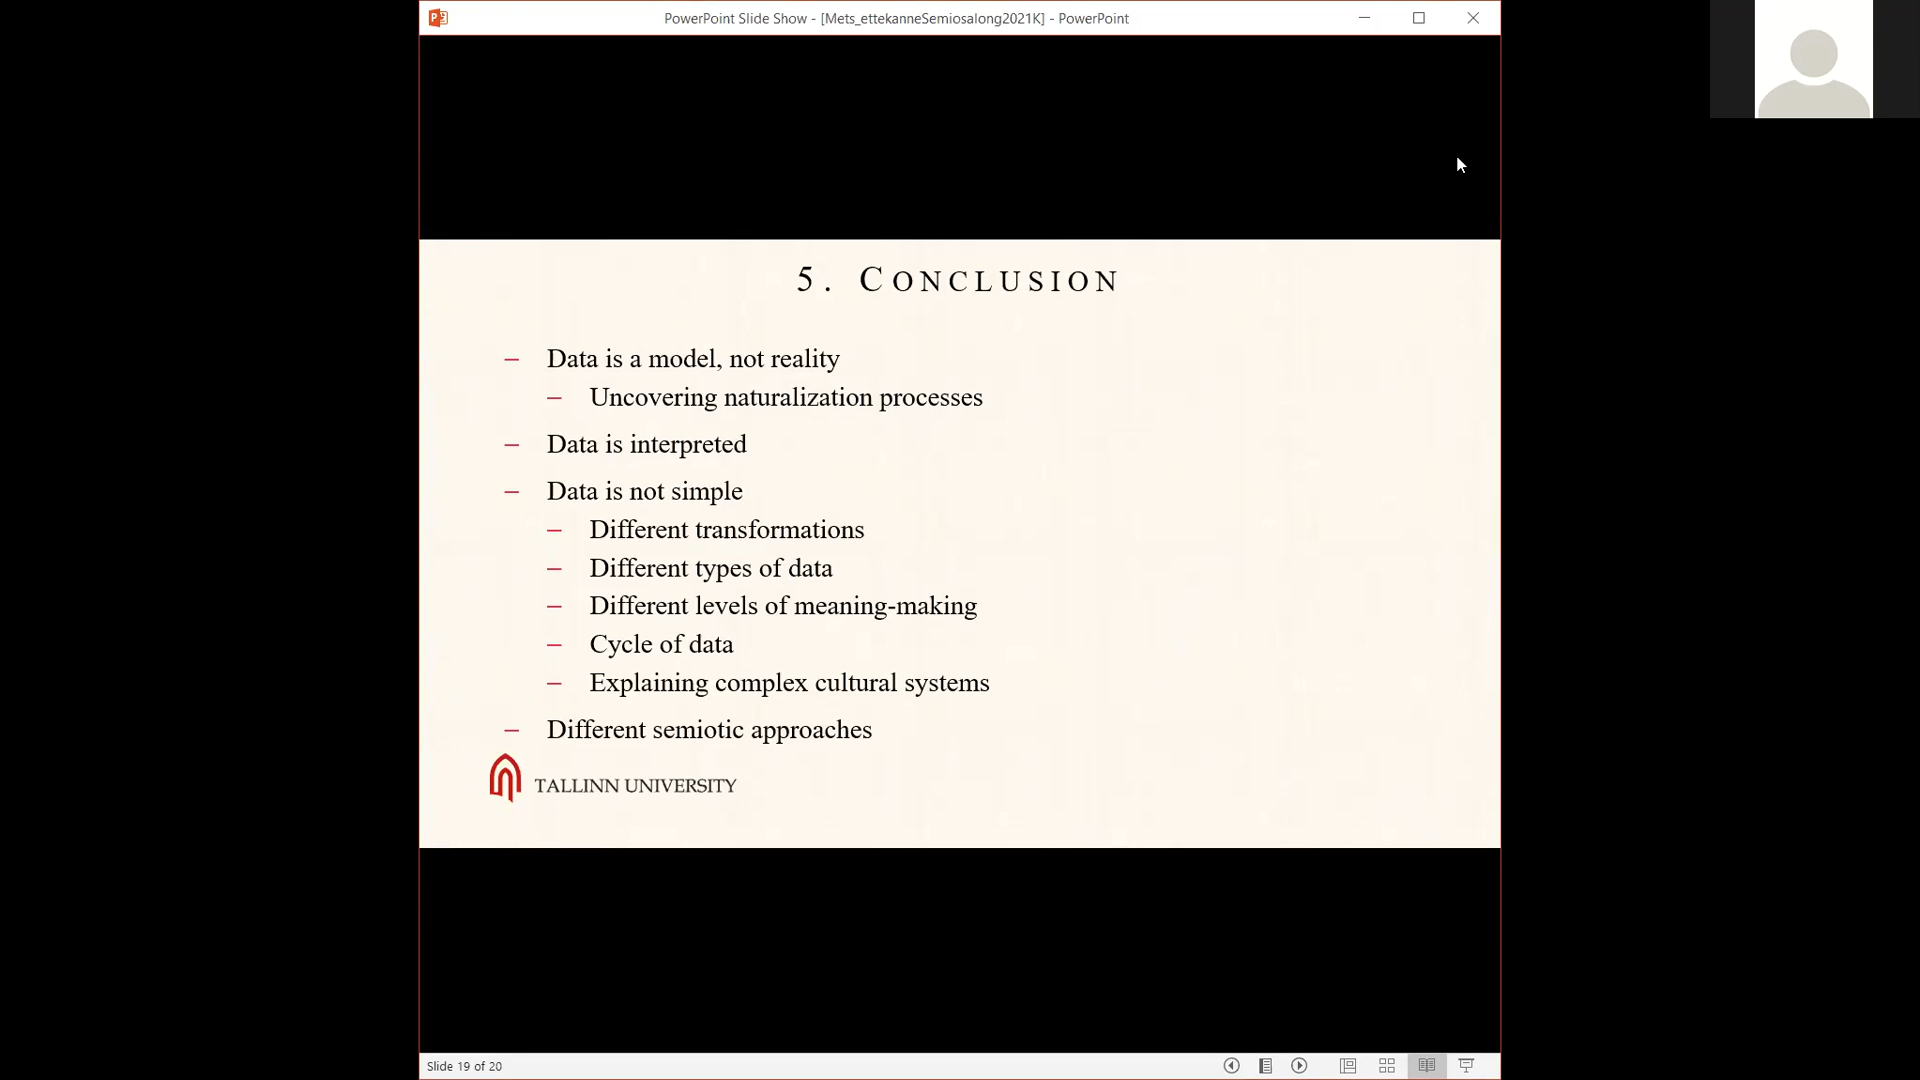 PowerPoint Slide Show - [Mets_ettekanneSemiosalong2021K] - PowerPoint
5. CONCLUSION
– Data is a model, not reality
– Uncovering naturalization processes
– Data is interpreted
– Data is not simple
– Different transformations
– Different types of data
– Different levels of meaning-making
– Cycle of data
– Explaining complex cultural systems
– Different semiotic approaches
TALLINN UNIVERSITY
Slide 19 of 20